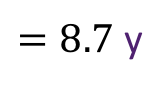 = 8.7 y